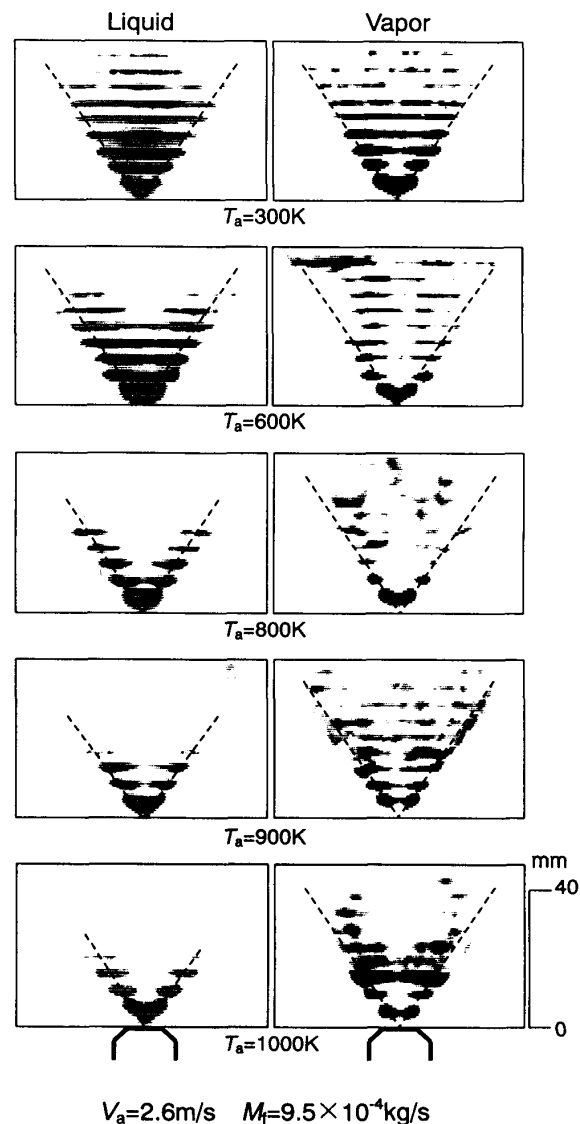 Liquid Vapor
Tₐ=300K
Tₐ=600K
Tₐ=800K
Tₐ=900K
mm
40
0
Tₐ=1000K
Vₐ=2.6m/s M_f=9.5×10⁻⁴kg/s